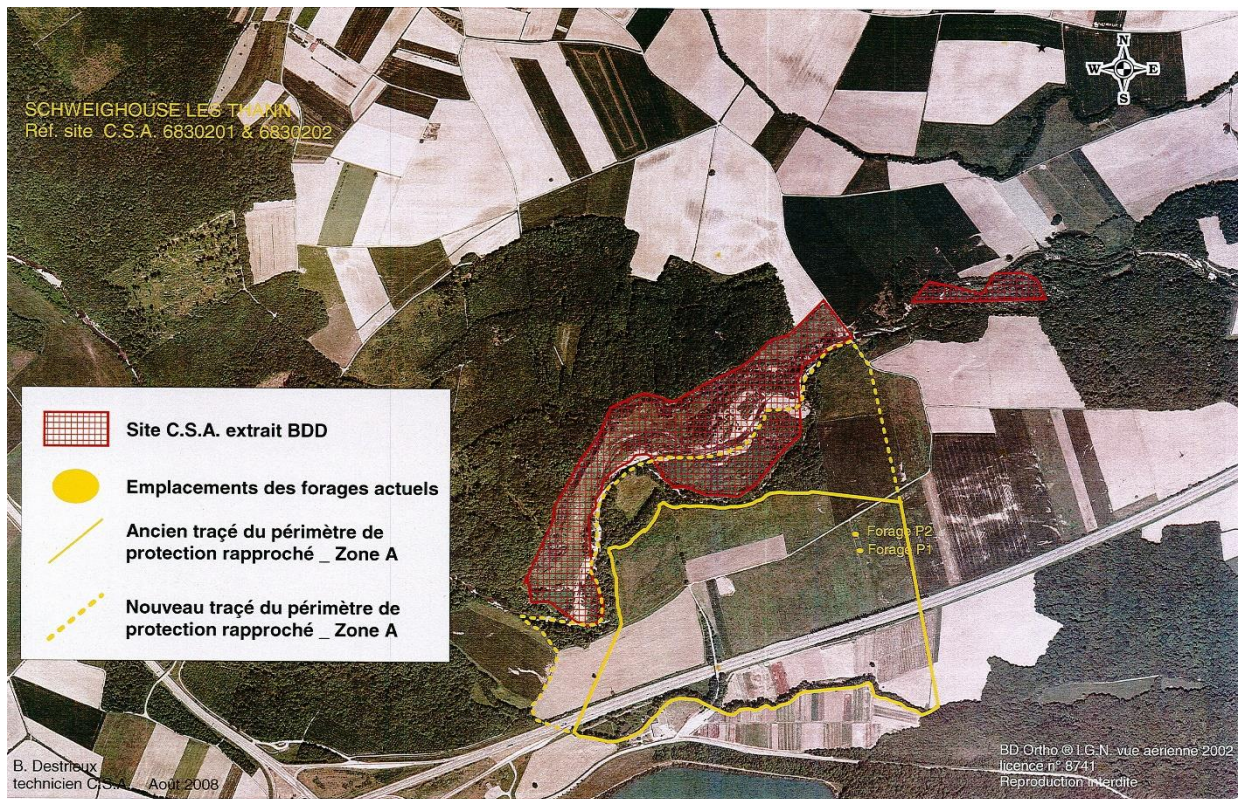 SCHWEIGHOUSE LES THANN
Réf. site C.S.A. 6830201 & 6830202
N
W E
S
Site C.S.A. extrait BDD
Emplacements des forages actuels
Ancien traçé du périmètre de
protection rapproché _ Zone A
Nouveau traçé du périmètre de
protection rapproché _ Zone A
Forage P2
Forage P1
B. Destrieux
technicien C.S.A. Août 2008
BD Ortho ® I.G.N. vue aérienne 2002
licence n° 8741
Reproduction interdite